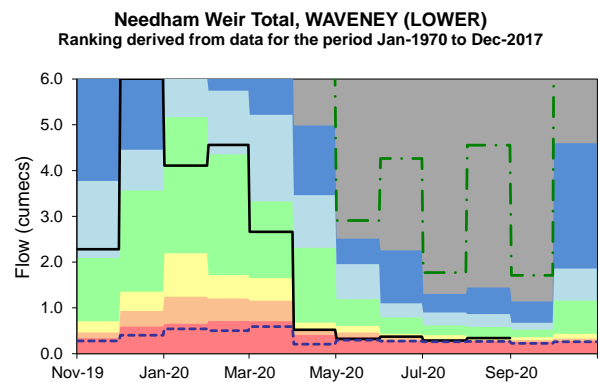 Needham Weir Total, WAVENEY (LOWER)
Ranking derived from data for the period Jan-1970 to Dec-2017
6.0
5.0
4.0
3.0
2.0
1.0
0.0
Flow (cumecs)
Nov-19 Jan-20 Mar-20 May-20 Jul-20 Sep-20